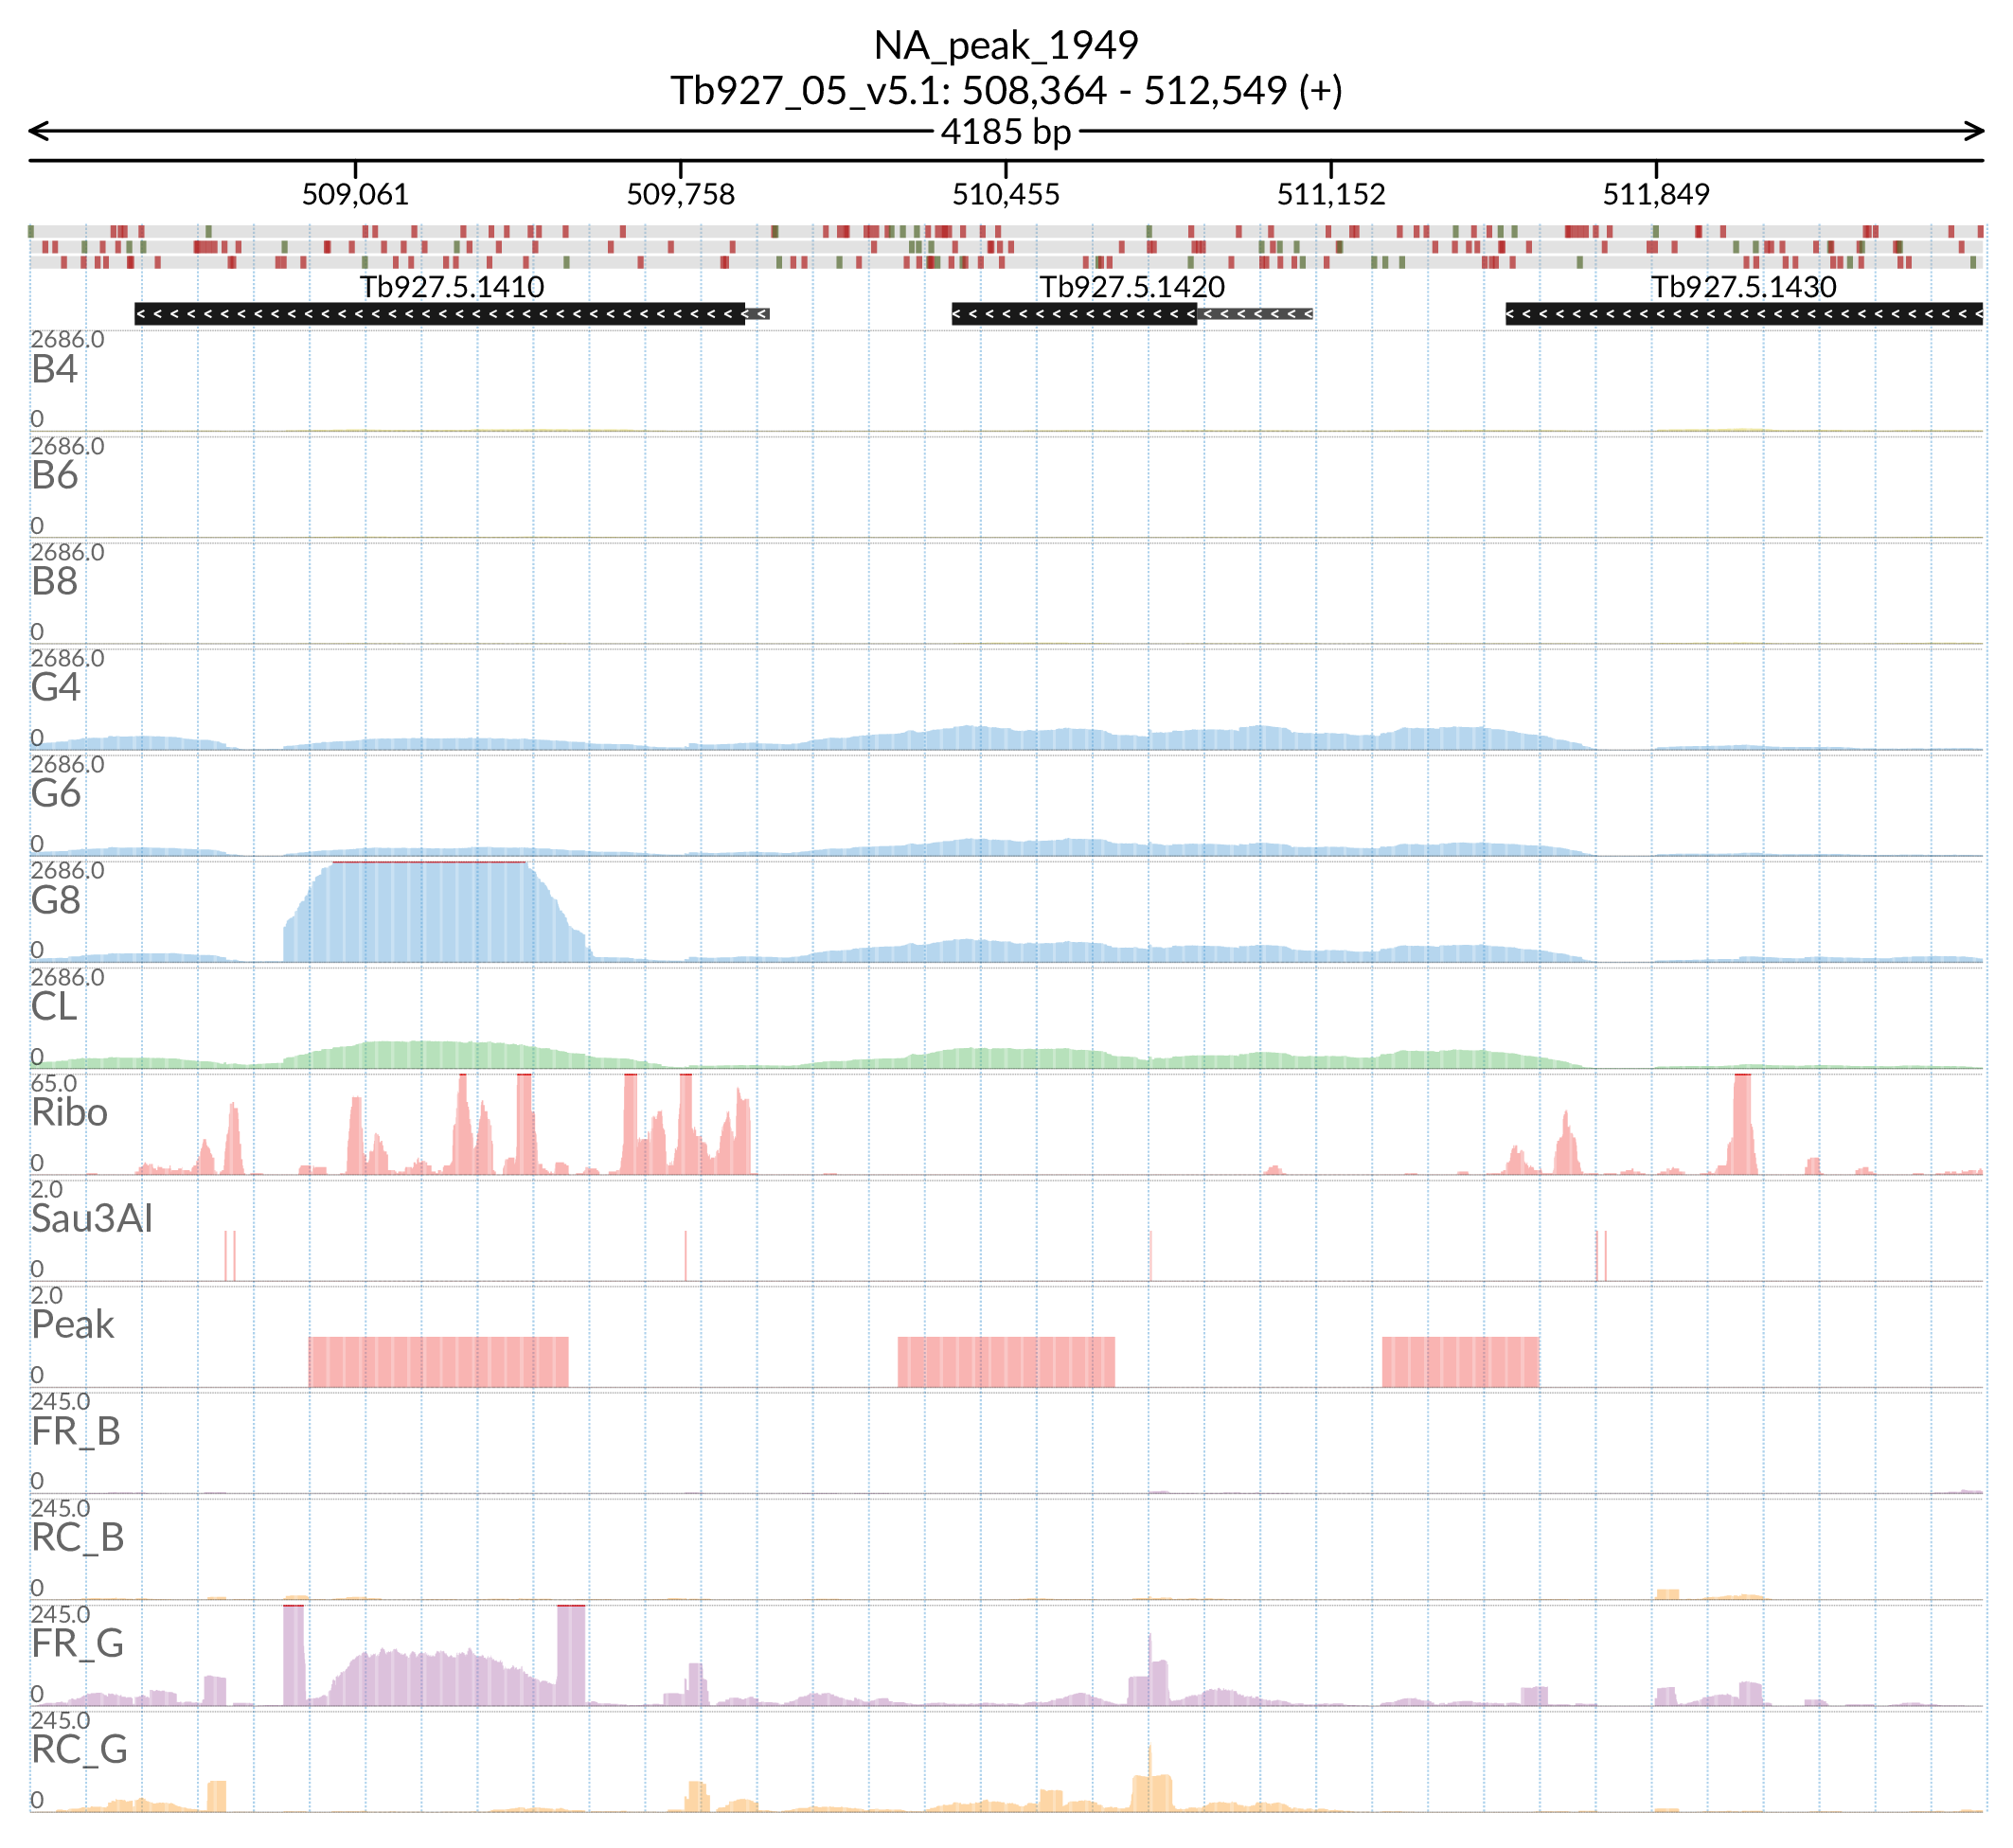 NA_peak_1949
Tb927_05_v5.1: 508,364 - 512,549 (+)
4185 bp
509,061 509,758 510,455 511,152 511,849
Tb927.5.1410 Tb927.5.1420 Tb927.5.1430
2686.0
B4
0
2686.0
B6
0
2686.0
B8
0
2686.0
G4
0
2686.0
G6
0
2686.0
G8
0
2686.0
CL
0
65.0
Ribo
0
2.0
Sau3AI
0
2.0
Peak
0
245.0
FR_B
0
245.0
RC_B
0
245.0
FR_G
0
245.0
RC_G
0